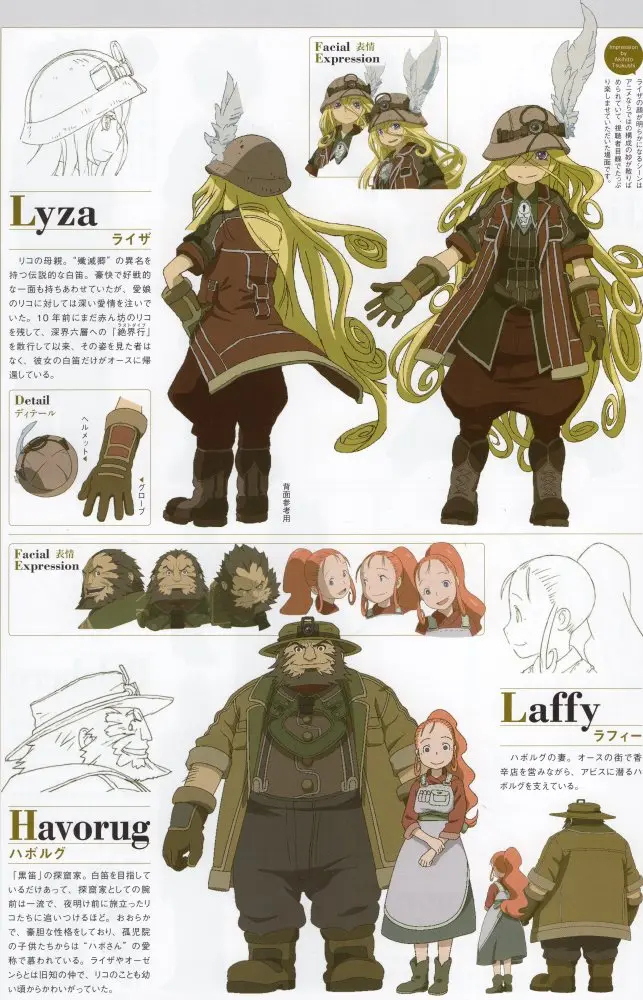 Facial 表情
Expression
Impression
by
Akihito
Tsukushi
ライザの顔が明らかになるシーンは
アニメならではの構成の妙が散りば
められていて、視聴者目線でたっぷ
り楽しませていただいた場面です。
Lyza
ライザ
リコの母親。“殲滅卿” の異名を
持つ伝説的な白笛。豪快で好戦的
な一面も持ちあわせていたが、愛娘
のリコに対しては深い愛情を注いで
いた。10 年前にまだ赤ん坊のリコ
ラストダイブ
を残して、深界六層への「絶界行」
を敢行して以来、その姿を見た者は
なく、彼女の白笛だけがオースに帰
還している。
Detail
ディテール
ヘルメット◀
◀グローブ
背面参考用
Facial 表情
Expression
Laffy
ラフィー
ハボルグの妻。オースの街で香
辛店を営みながら、アビスに潜るハ
ボルグを支えている。
Havorug
ハボルグ
「黒笛」の探窟家。白笛を目指して
いるだけあって、探窟家としての腕
前は一流で、夜明け前に旅立ったリ
コたちに追いつけるほど。おおらか
で、豪胆な性格をしており、孤児院
の子供たちからは “ハボさん” の愛
称で慕われている。ライザやオーゼ
ンらとは旧知の仲で、リコのことも幼
い頃からかわいがっていた。